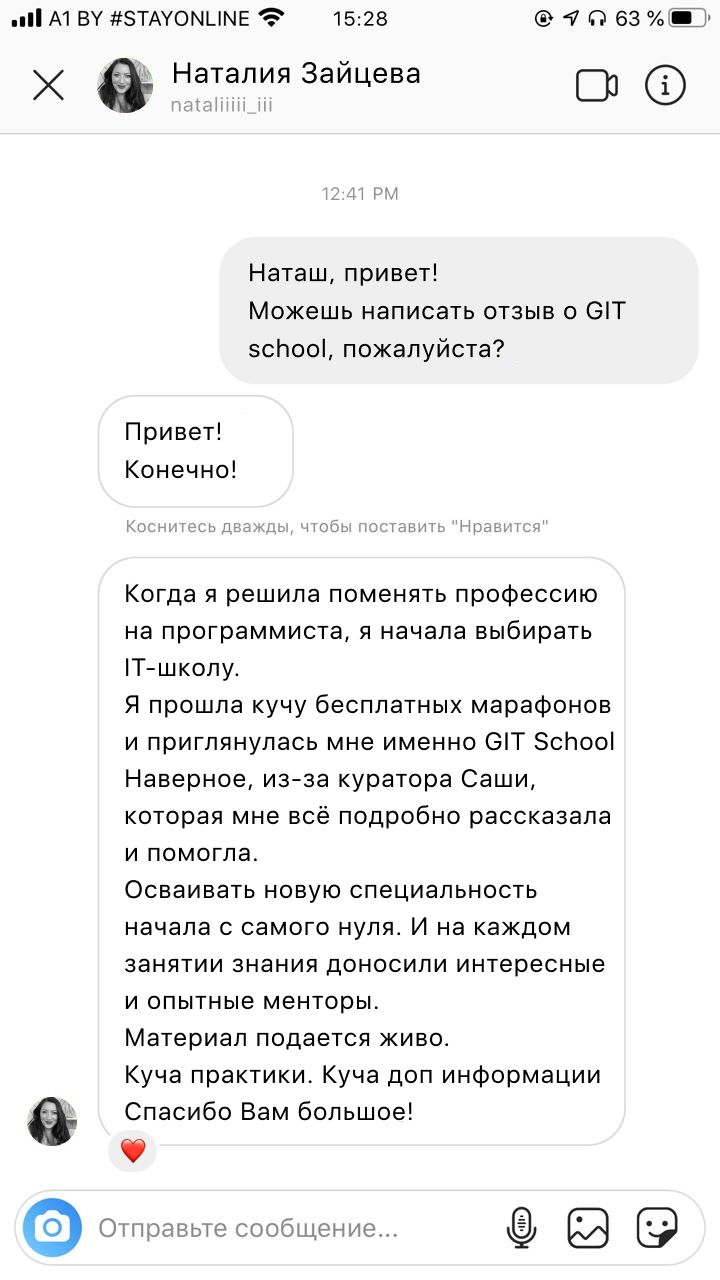 A1 BY #STAYONLINE 15:28 63 %
Наталия Зайцева
nataliiiii_iii
12:41 PM
Наташ, привет!
Можешь написать отзыв о GIT
school, пожалуйста?
Привет!
Конечно!
Коснитесь дважды, чтобы поставить "Нравится"
Когда я решила поменять профессию
на программиста, я начала выбирать
IT-школу.
Я прошла кучу бесплатных марафонов
и приглянулась мне именно GIT School
Наверное, из-за куратора Саши,
которая мне всё подробно рассказала
и помогла.
Осваивать новую специальность
начала с самого нуля. И на каждом
занятии знания доносили интересные
и опытные менторы.
Материал подается живо.
Куча практики. Куча доп информации
Спасибо Вам большое!
Отправьте сообщение...